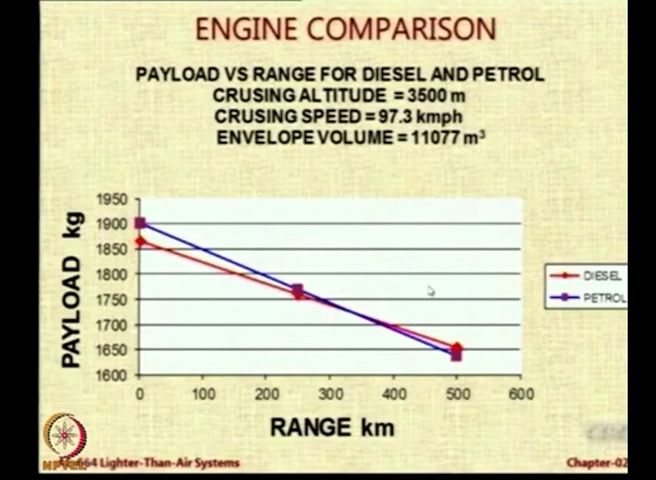 ENGINE COMPARISON
PAYLOAD VS RANGE FOR DIESEL AND PETROL
CRUSING ALTITUDE = 3500 m
CRUSING SPEED = 97.3 kmph
ENVELOPE VOLUME = 11077 m³
PAYLOAD kg
1950
1900
1850
1800
1750
1700
1650
1600
0 100 200 300 400 500 600
RANGE km
DIESEL
PETROL
NPTEL
664 Lighter-Than-Air Systems
Chapter-02